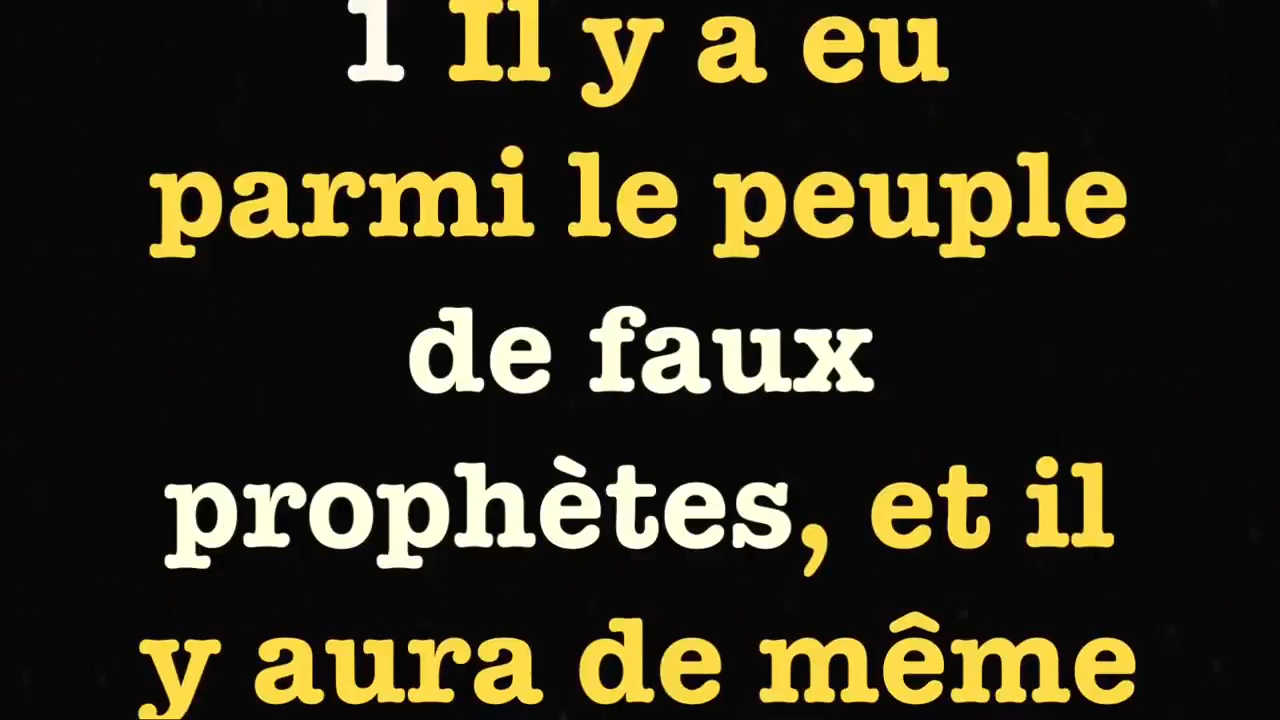 1 Il y a eu
parmi le peuple
de faux
prophètes, et il
y aura de même